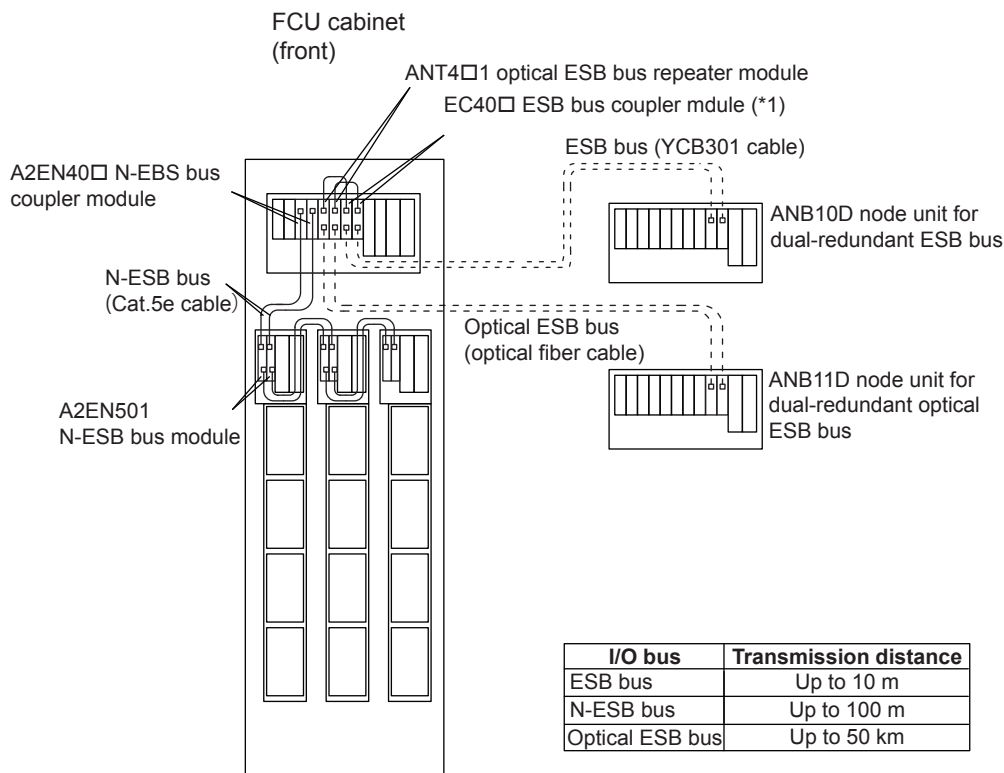 FCU cabinet
(front)
ANT4□1 optical ESB bus repeater module
EC40□ ESB bus coupler mdule (*1)
ESB bus (YCB301 cable)
A2EN40□ N-EBS bus
coupler module
ANB10D node unit for
dual-redundant ESB bus
N-ESB bus
(Cat.5e cable)
Optical ESB bus
(optical fiber cable)
ANB11D node unit for
dual-redundant optical
ESB bus
A2EN501
N-ESB bus module
I/O bus Transmission distance
ESB bus Up to 10 m
N-ESB bus Up to 100 m
Optical ESB bus Up to 50 km